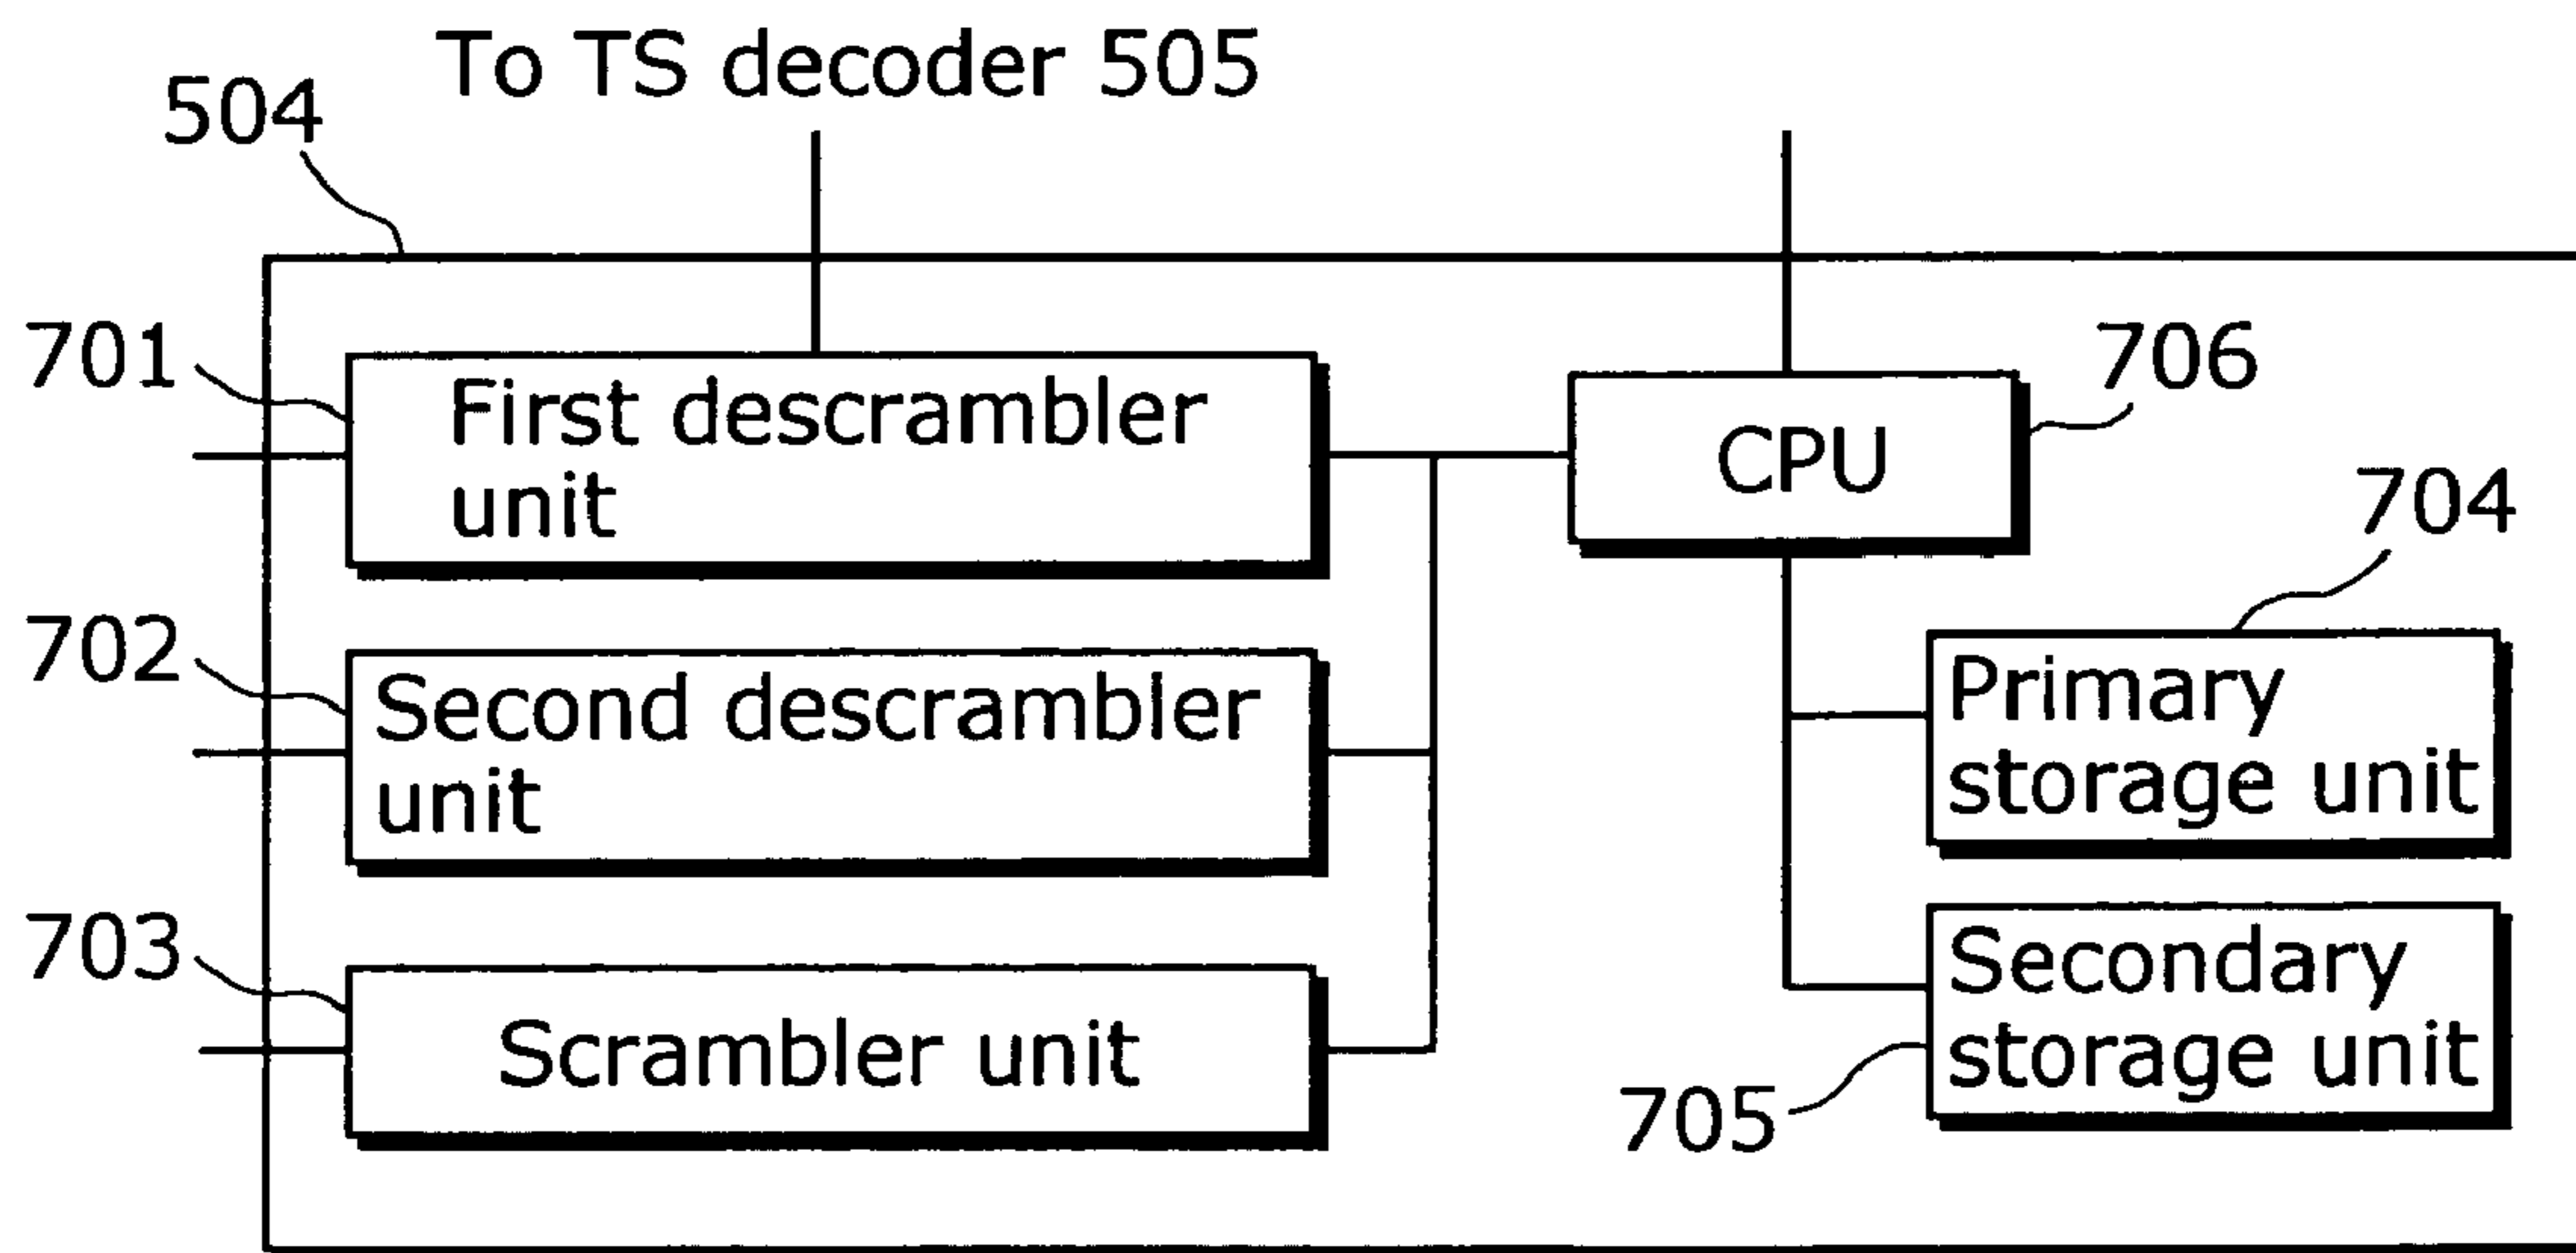 To TS decoder 505
504
701
First descrambler
unit
CPU
706
702
Second descrambler
unit
704
Primary
storage unit
703
Scrambler unit
Secondary
storage unit
705